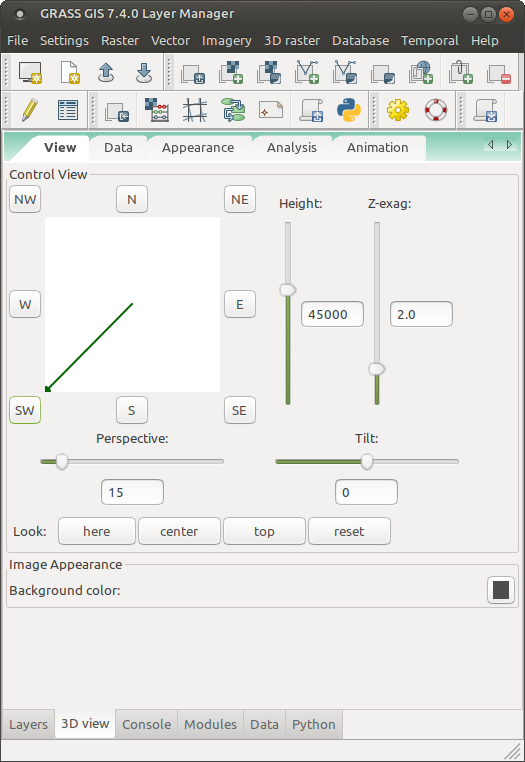 GRASS GIS 7.4.0 Layer Manager
File Settings Raster Vector Imagery 3D raster Database Temporal Help
View Data Appearance Analysis Animation
Control View
NW N NE
Height: Z-exag:
W E 45000 2.0
SW S SE
Perspective: Tilt:
15 0
Look: here center top reset
Image Appearance
Background color:
Layers 3D view Console Modules Data Python